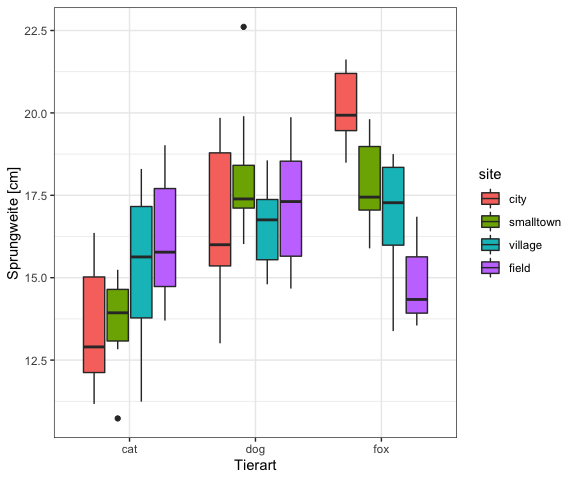 22.5
20.0
17.5
15.0
12.5
Sprungweite [cm]
cat
dog
fox
Tierart
site
city
smalltown
village
field